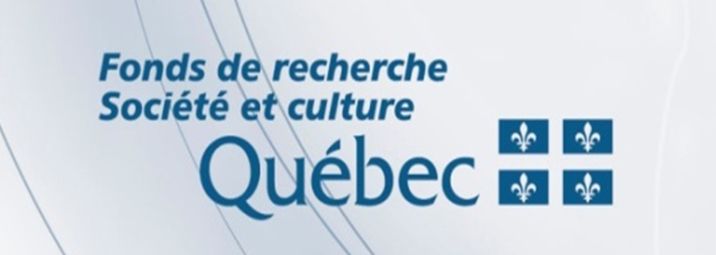 Fonds de recherche
Société et culture
Québec